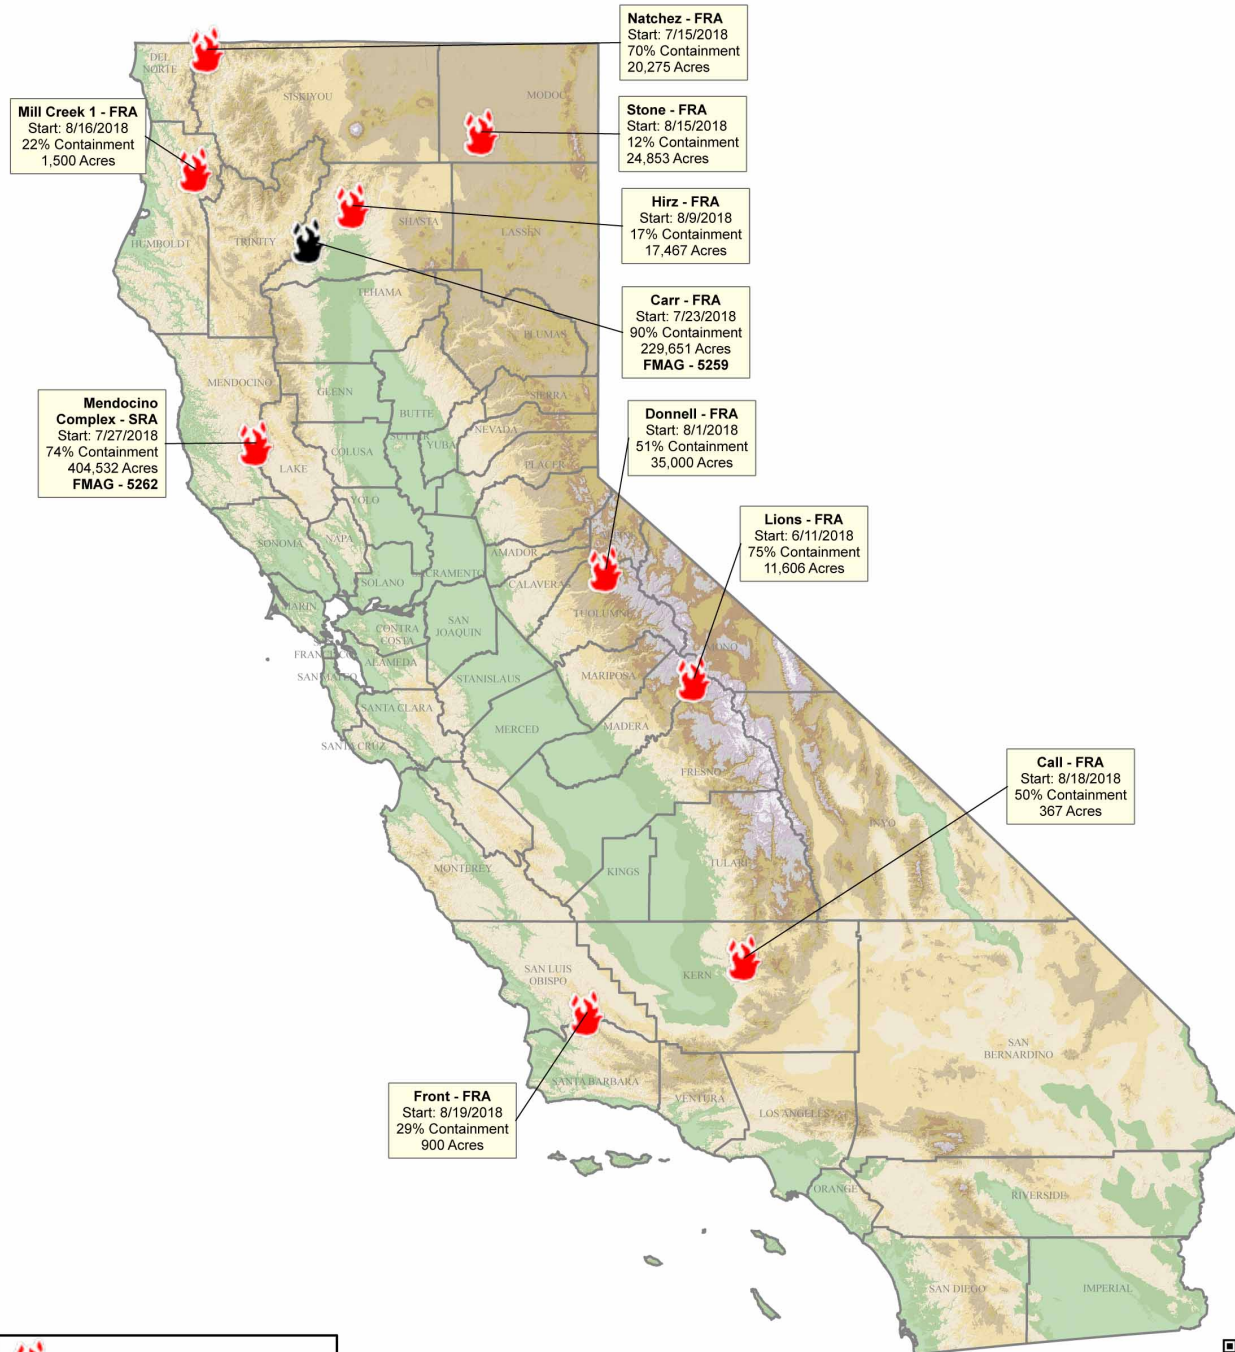 Natchez - FRA
Start: 7/15/2018
70% Containment
20,275 Acres
Mill Creek 1 - FRA
Start: 8/16/2018
22% Containment
1,500 Acres
Stone - FRA
Start: 8/15/2018
12% Containment
24,853 Acres
Hirz - FRA
Start: 8/9/2018
17% Containment
17,467 Acres
Carr - FRA
Start: 7/23/2018
90% Containment
229,651 Acres
FMAG - 5259
Mendocino
Complex - SRA
Start: 7/27/2018
74% Containment
404,532 Acres
FMAG - 5262
Donnell - FRA
Start: 8/1/2018
51% Containment
35,000 Acres
Lions - FRA
Start: 6/11/2018
75% Containment
11,606 Acres
Call - FRA
Start: 8/18/2018
50% Containment
367 Acres
Front - FRA
Start: 8/19/2018
29% Containment
900 Acres
DEL
NORTE
SISKIYOU
MODOC
HUMBOLDT
TRINITY
SHASTA
LASSEN
TEHAMA
PLUMAS
MENDOCINO
GLENN
BUTTE
SIERRA
NEVADA
SUTTER
YUBA
COLUSA
LAKE
PLACER
YOLO
SONOMA
NAPA
AMADOR
SACRAMENTO
SOLANO
CALAVERAS
MARIN
TUOLUMNE
SAN
JOAQUIN
CONTRA
COSTA
MONO
ALAMEDA
SAN MATEO
STANISLAUS
MARIPOSA
SANTA CLARA
MERCED
MADERA
SANTA CRUZ
FRESNO
INYO
MONTEREY
KINGS
TULARE
SAN LUIS
OBISPO
KERN
SAN
BERNARDINO
SANTA BARBARA
VENTURA
LOS ANGELES
ORANGE
RIVERSIDE
SAN DIEGO
IMPERIAL